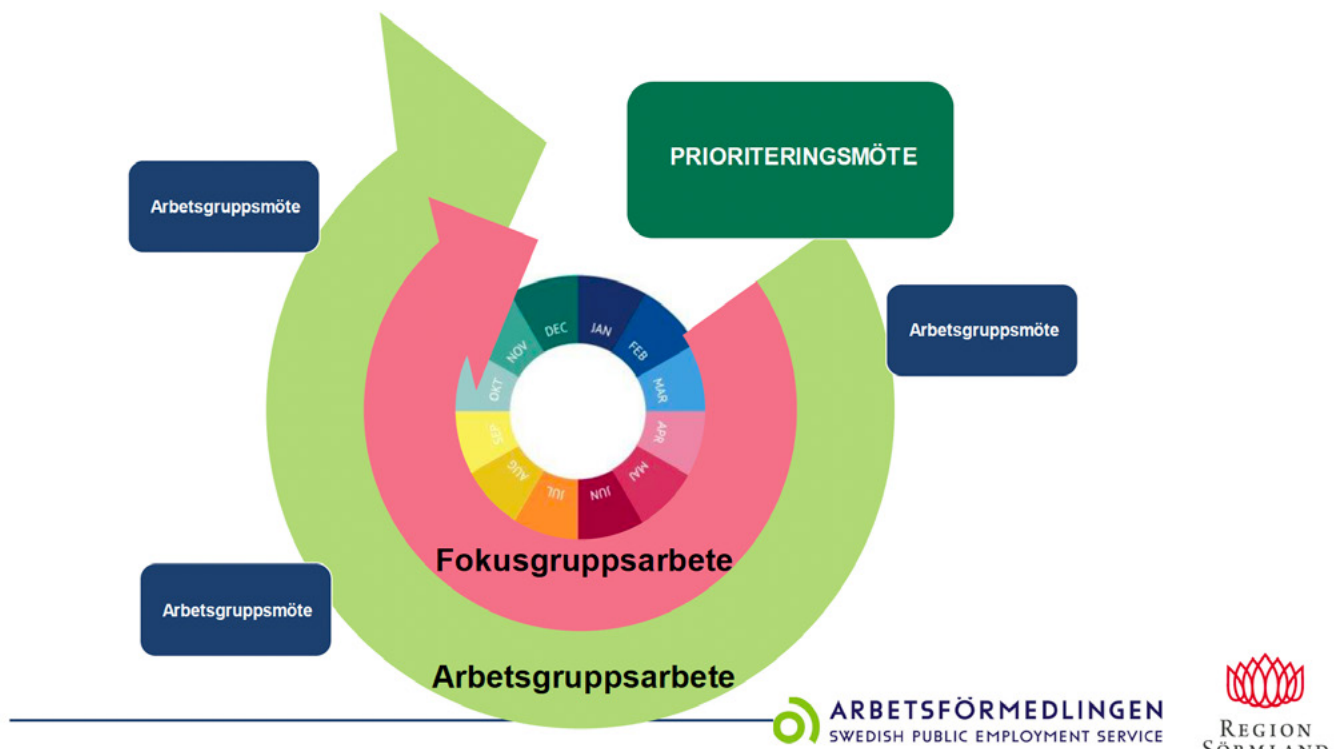 PRIORITERINGSMÖTE
Arbetsgruppsmöte
Arbetsgruppsmöte
DEC
JAN
NOV
FEB
OKT
MAR
SEP
APR
AUG
MAJ
JUL
JUN
Fokusgruppsarbete
Arbetsgruppsmöte
Arbetsgruppsarbete
ARBETSFÖRMEDLINGEN
SWEDISH PUBLIC EMPLOYMENT SERVICE
REGION
SÖRMLAND